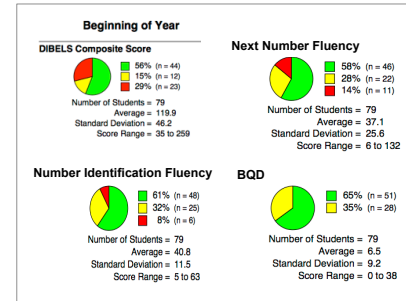 Beginning of Year
DIBELS Composite Score
56% (n = 44)
15% (n = 12)
29% (n = 23)
Number of Students = 79
Average = 119.9
Standard Deviation = 46.2
Score Range = 35 to 259
Next Number Fluency
58% (n = 46)
28% (n = 22)
14% (n = 11)
Number of Students = 79
Average = 37.1
Standard Deviation = 25.6
Score Range = 6 to 132
Number Identification Fluency
61% (n = 48)
32% (n = 25)
8% (n = 6)
Number of Students = 79
Average = 40.8
Standard Deviation = 11.5
Score Range = 5 to 63
BQD
65% (n = 51)
35% (n = 28)
Number of Students = 79
Average = 6.5
Standard Deviation = 9.2
Score Range = 0 to 38